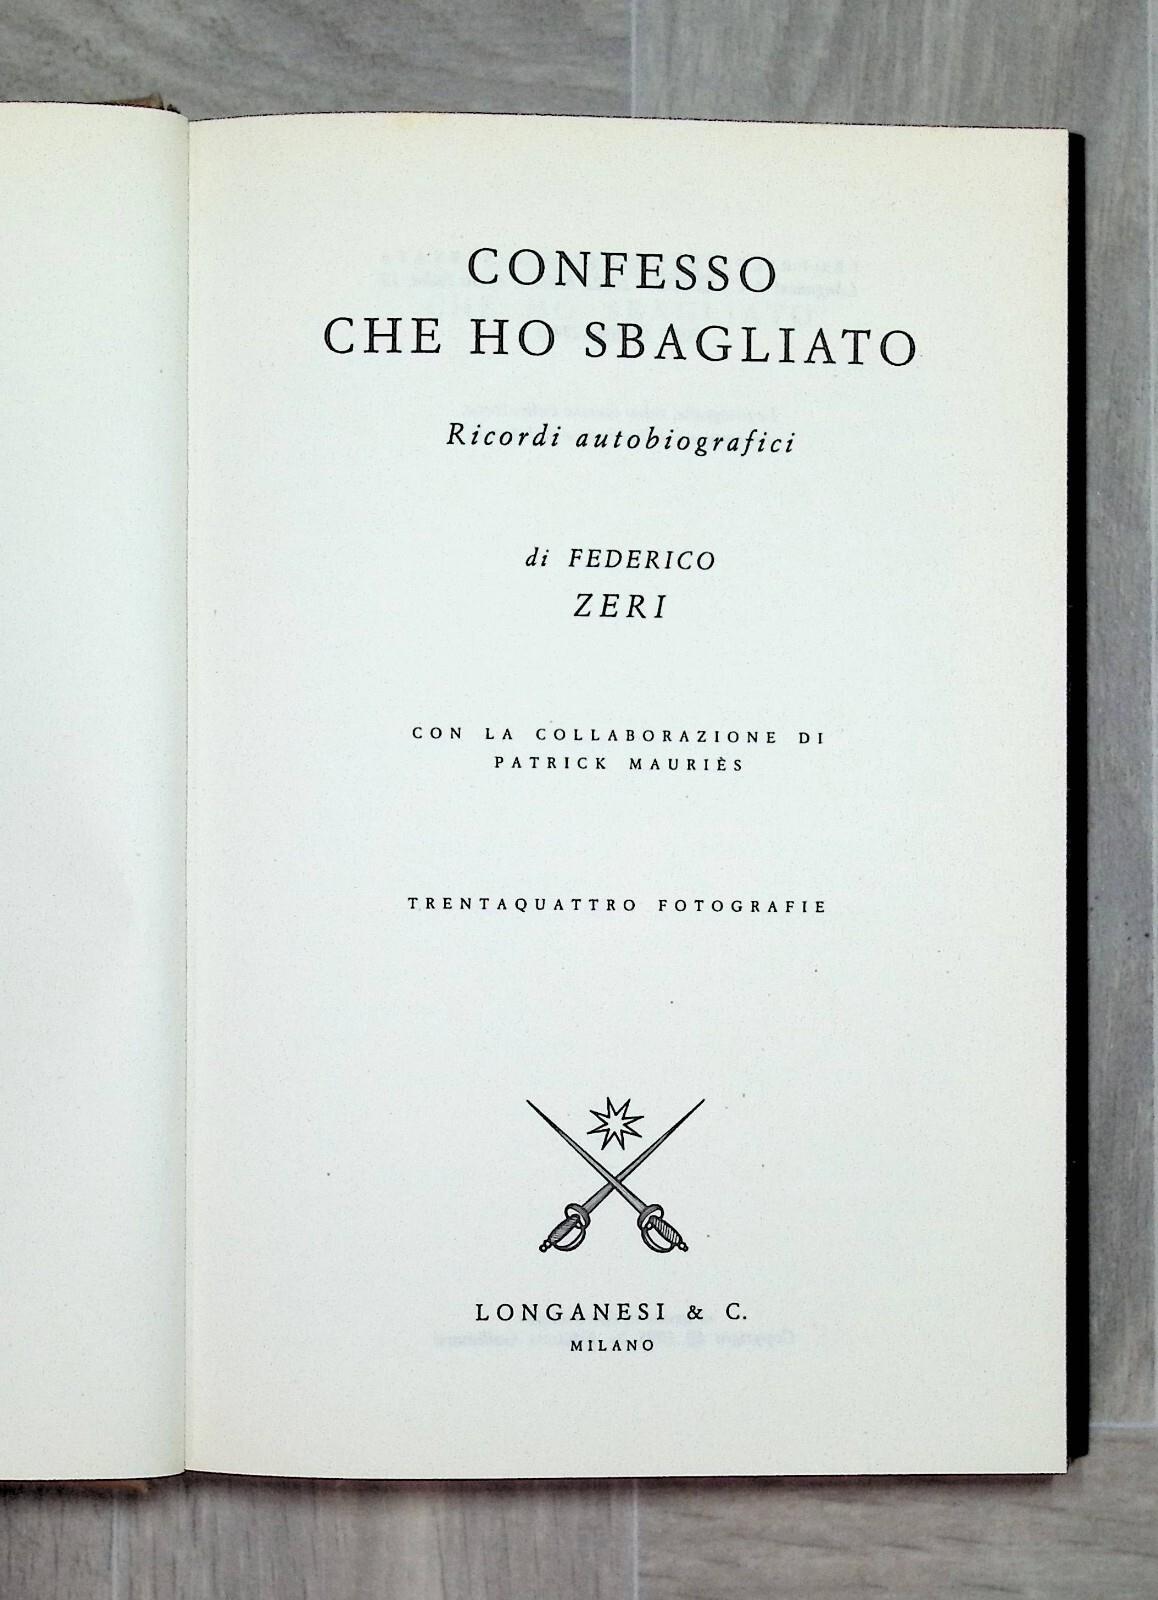 CONFESSO
CHE HO SBAGLIATO
Ricordi autobiografici
di FEDERICO
ZERI
CON LA COLLABORAZIONE DI
PATRICK MAURIÈS
TRENTAQUATTRO FOTOGRAFIE
LONGANESI & C.
MILANO